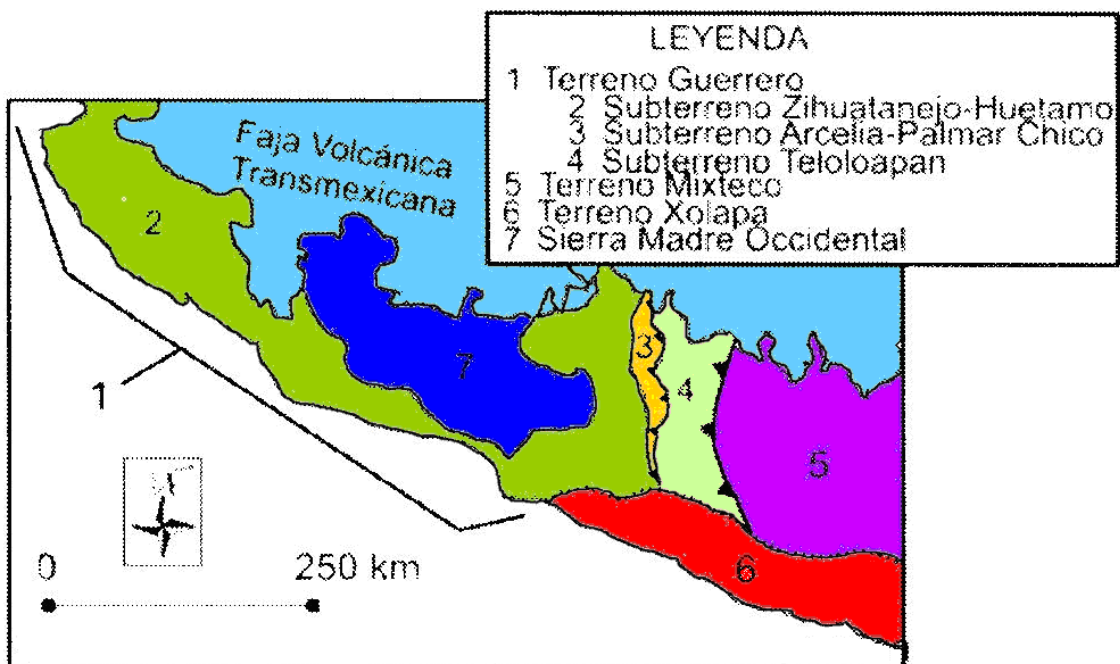 LEYENDA
1 Terreno Guerrero
2 Subterreno Zihuatanejo-Huetamo
3 Subterreno Arcelia-Palmar Chico
4 Subterreno Teloloapan
5 Terreno Mixteco
6 Terreno Xolapa
7 Sierra Madre Occidental
Faja Volcánica
Transmexicana
2
3
7
4
1
5
0 250 km
6